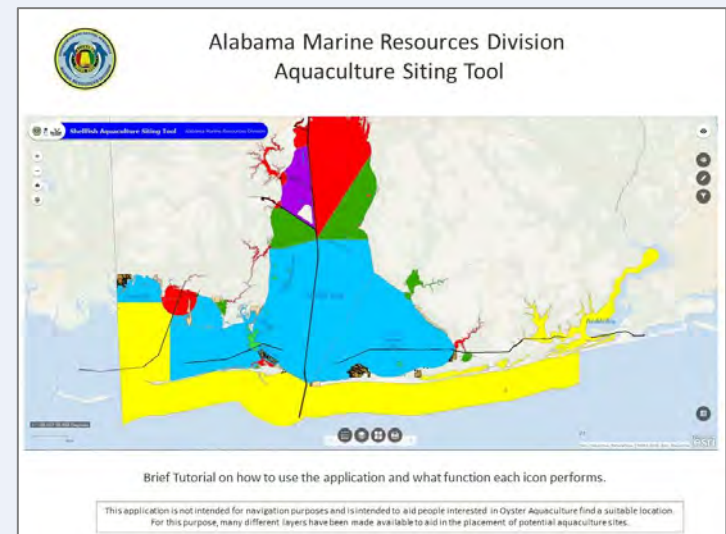 Alabama Marine Resources Division
Aquaculture Siting Tool
Shellfish Aquaculture Siting Tool Alabama Marine Resources Division
esri
Brief Tutorial on how to use the application and what function each icon performs.
This application is not intended for navigation purposes and is intended to aid people interested in Oyster Aquaculture find a suitable location.
For this purpose, many different layers have been made available to aid in the placement of potential aquaculture sites.